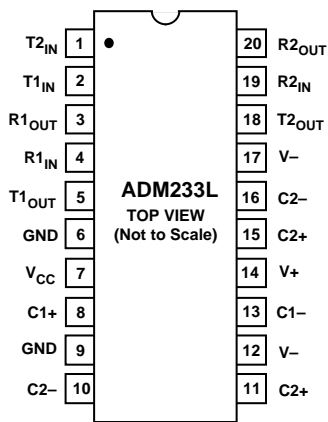 T2IN 1 20 R2OUT
T1IN 2 19 R2IN
R1OUT 3 18 T2OUT
R1IN 4 17 V–
T1OUT 5 16 C2–
GND 6 15 C2+
VCC 7 14 V+
C1+ 8 13 C1–
GND 9 12 V–
C2– 10 11 C2+
ADM233L
TOP VIEW
(Not to Scale)